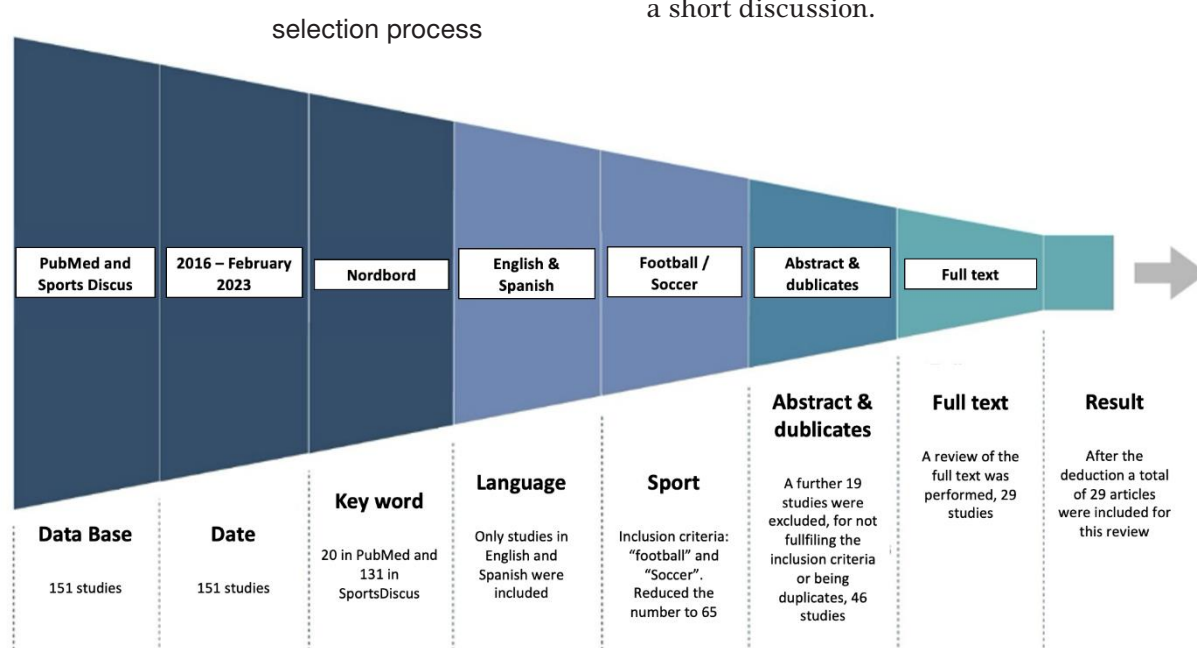 a short discussion.
selection process
PubMed and
Sports Discus
2016 – February
2023
Nordbord
English &
Spanish
Football /
Soccer
Abstract &
dublicates
Full text
Data Base
151 studies
Date
151 studies
Key word
20 in PubMed and
131 in
SportsDiscus
Language
Only studies in
English and
Spanish were
included
Sport
Inclusion criteria:
“football” and
“Soccer”.
Reduced the
number to 65
Abstract &
dublicates
A further 19
studies were
excluded, for not
fullfiling the
inclusion criteria
or being
duplicates, 46
studies
Full text
A review of the
full text was
performed, 29
studies
Result
After the
deduction a total
of 29 articles
were included for
this review